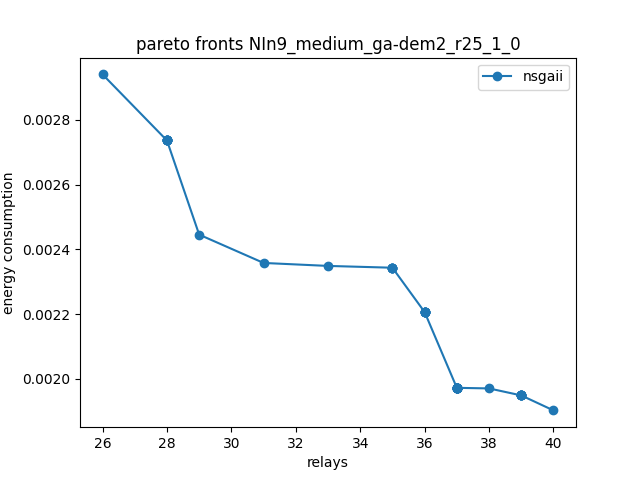 pareto fronts NIn9_medium_ga-dem2_r25_1_0
nsgaii
energy consumption
0.0028
0.0026
0.0024
0.0022
0.0020
26 28 30 32 34 36 38 40
relays